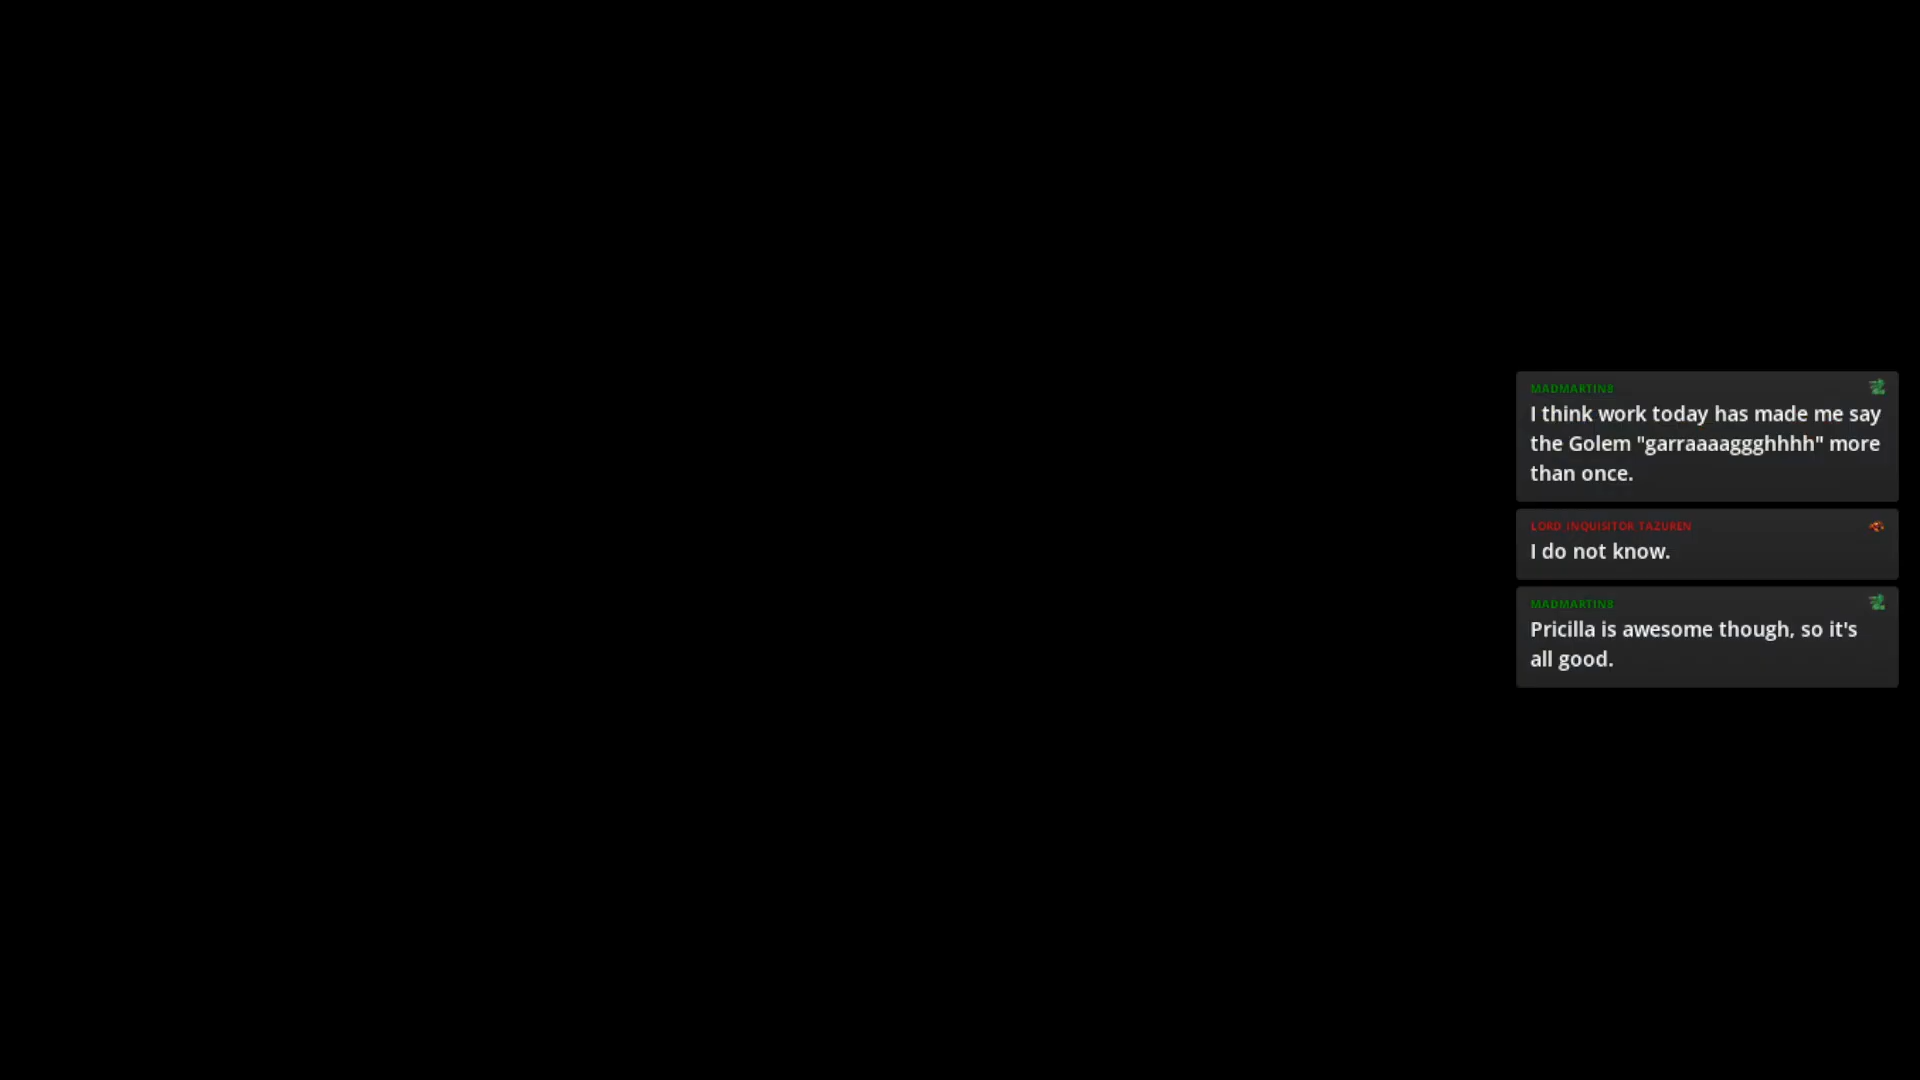 MADMARTIN8
I think work today has made me say
the Golem "garraaaaggghhhh" more
than once.
LORD INQUISITOR TAZUREN
I do not know.
MADMARTIN8
Pricilla is awesome though, so it's
all good.